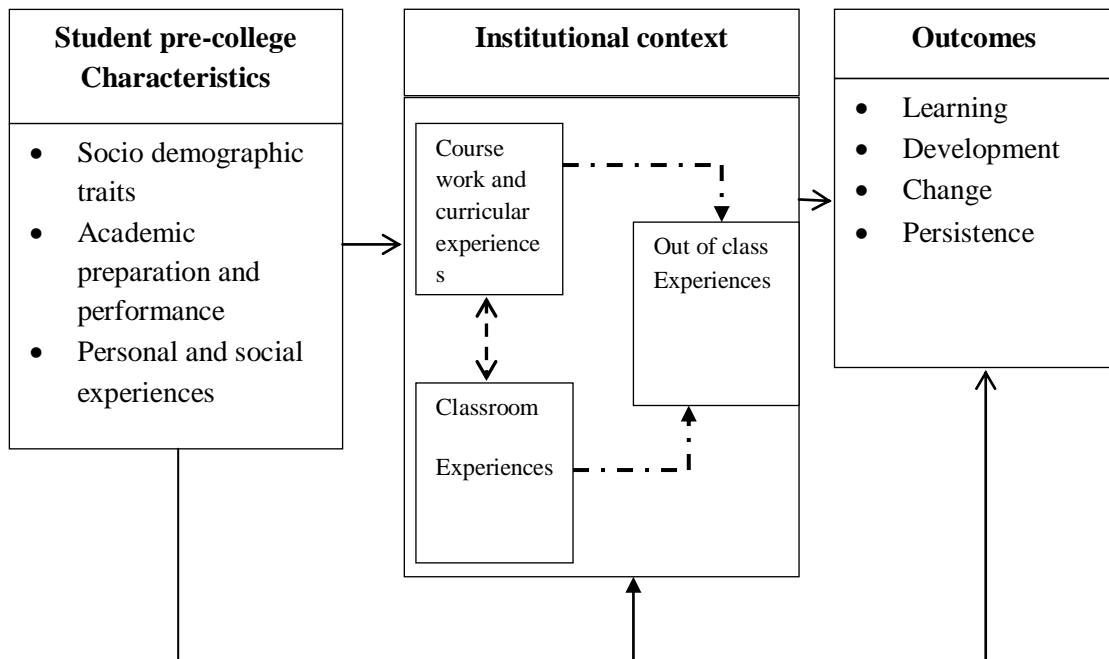 Student pre-college
Characteristics
• Socio demographic
traits
• Academic
preparation and
performance
• Personal and social
experiences
Institutional context
Course
work and
curricular
experience
s
Out of class
Experiences
Classroom
Experiences
Outcomes
• Learning
• Development
• Change
• Persistence